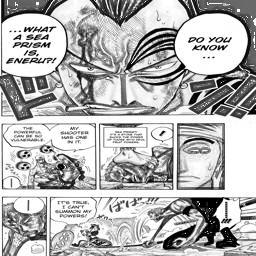 ...WHAT
A SEA
PRISM
IS,
ENERU?!
DO YOU
KNOW
...
THE
POWERFUL
CAN BE SO
VULNERABLE
MY
SHOOTER
HAS ONE
IN IT.
IT'S TRUE,
I CAN'T
SUMMON MY
POWERS!